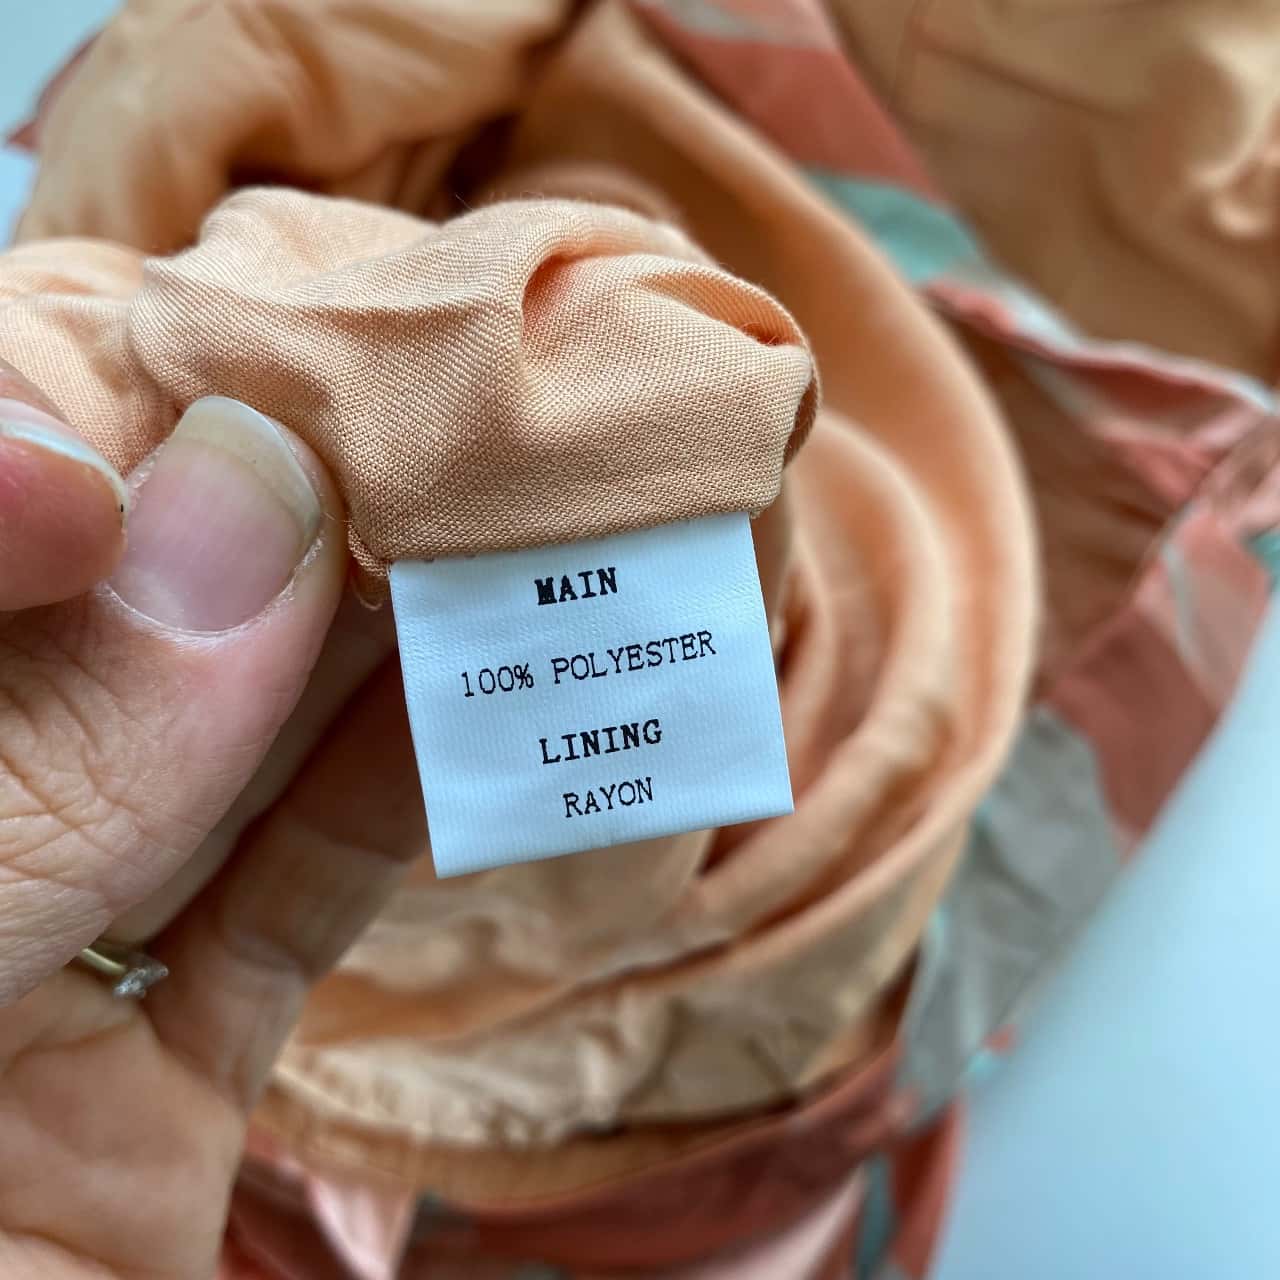 MAIN
100% POLYESTER
LINING
RAYON